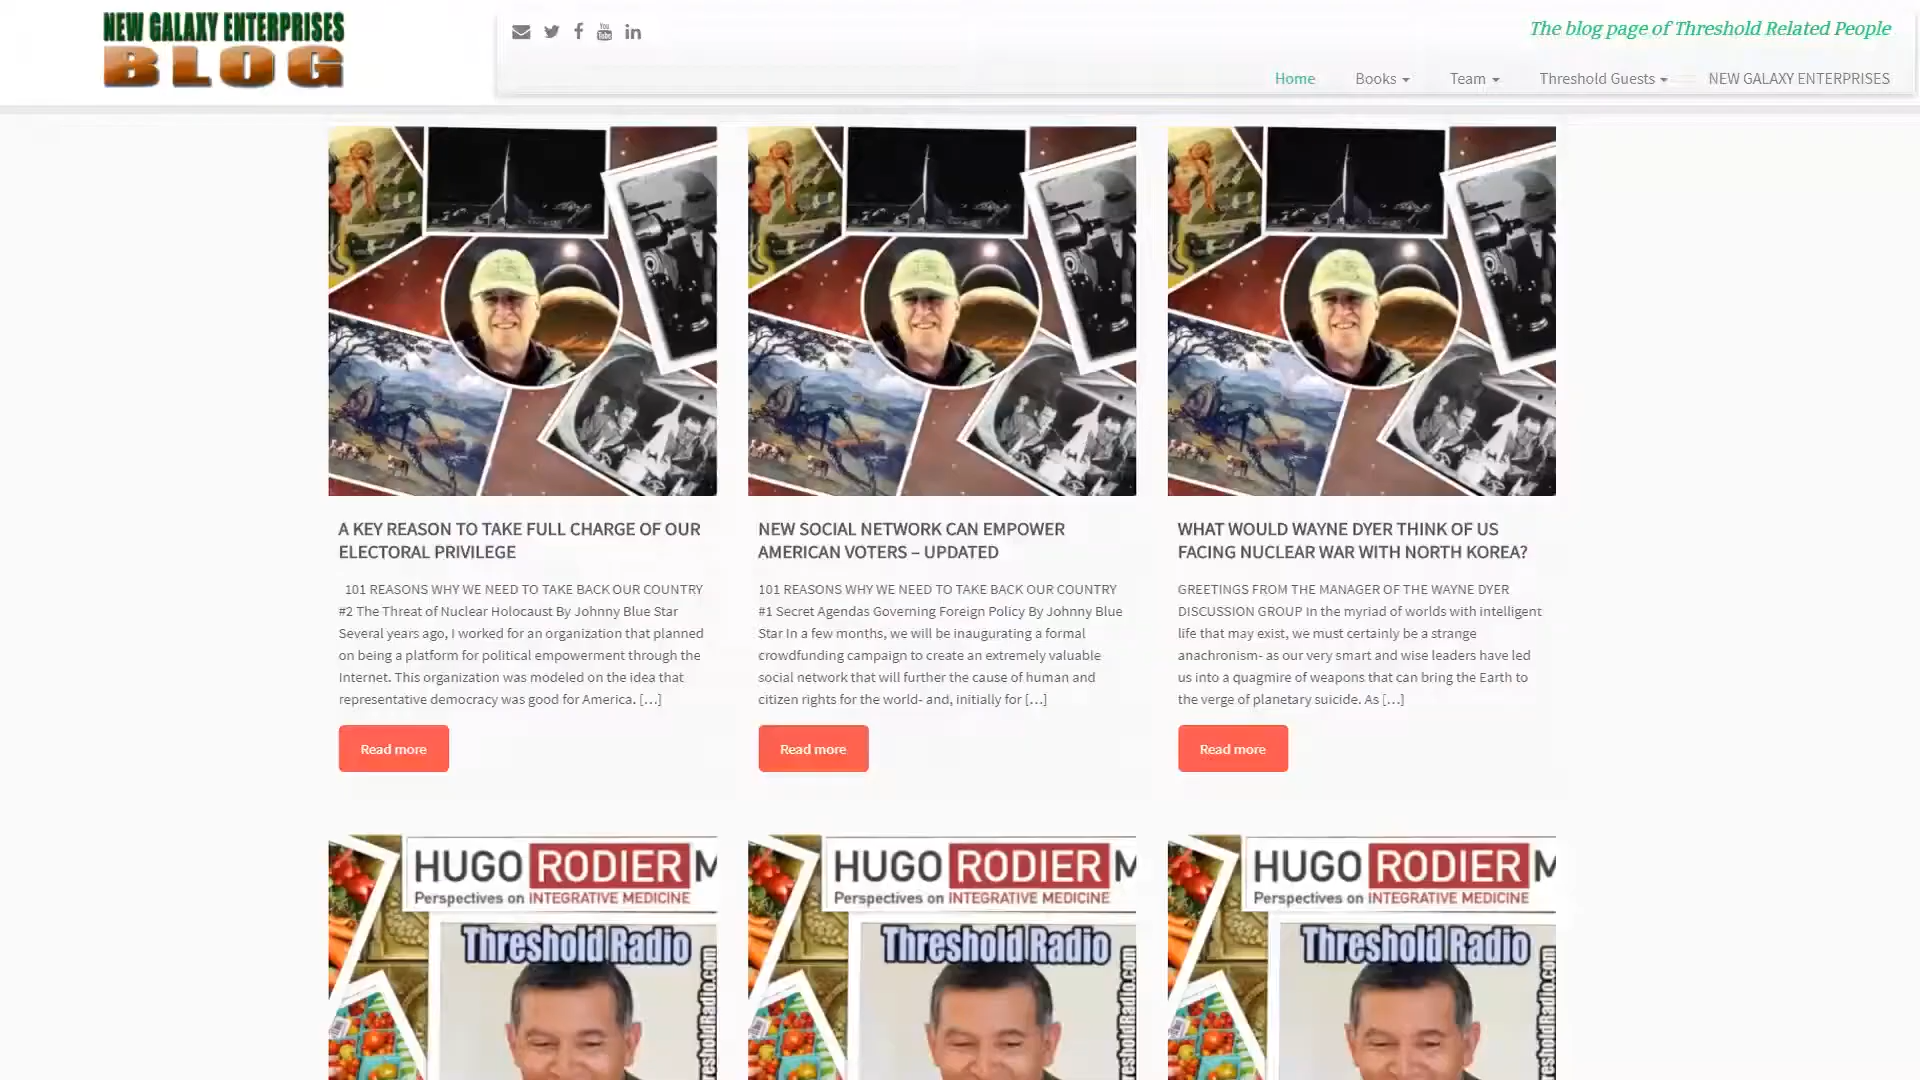 NEW GALAXY ENTERPRISES
BLOG
You
Tube
The blog page of Threshold Related People
Home
Books
Team
Threshold Guests
NEW GALAXY ENTERPRISES
A KEY REASON TO TAKE FULL CHARGE OF OUR
ELECTORAL PRIVILEGE
101 REASONS WHY WE NEED TO TAKE BACK OUR COUNTRY
#2 The Threat of Nuclear Holocaust By Johnny Blue Star
Several years ago, I worked for an organization that planned
on being a platform for political empowerment through the
Internet. This organization was modeled on the idea that
representative democracy was good for America. […]
Read more
NEW SOCIAL NETWORK CAN EMPOWER
AMERICAN VOTERS – UPDATED
101 REASONS WHY WE NEED TO TAKE BACK OUR COUNTRY
#1 Secret Agendas Governing Foreign Policy By Johnny Blue
Star In a few months, we will be inaugurating a formal
crowdfunding campaign to create an extremely valuable
social network that will further the cause of human and
citizen rights for the world- and, initially for […]
Read more
WHAT WOULD WAYNE DYER THINK OF US
FACING NUCLEAR WAR WITH NORTH KOREA?
GREETINGS FROM THE MANAGER OF THE WAYNE DYER
DISCUSSION GROUP In the myriad of worlds with intelligent
life that may exist, we must certainly be a strange
anachronism- as our very smart and wise leaders have led
us into a quagmire of weapons that can bring the Earth to
the verge of planetary suicide. As […]
Read more
HUGO RODIER M
Perspectives on INTEGRATIVE MEDICINE
Threshold Radio
resholdRadio.com
HUGO RODIER M
Perspectives on INTEGRATIVE MEDICINE
Threshold Radio
resholdRadio.com
HUGO RODIER M
Perspectives on INTEGRATIVE MEDICINE
Threshold Radio
resholdRadio.com